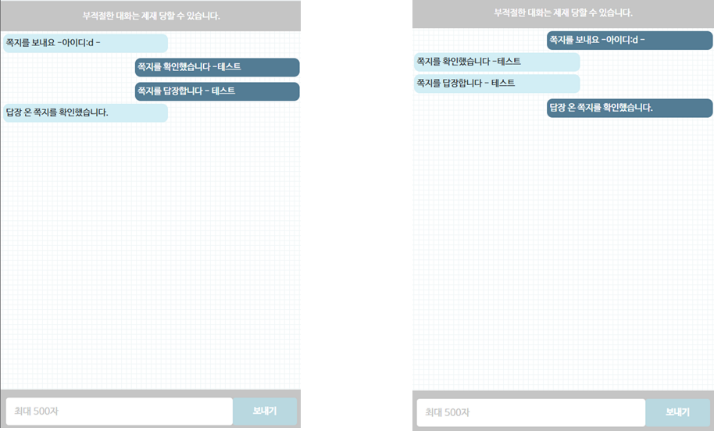 부적절한 대화는 제제 당할 수 있습니다.
쪽지를 보내요 -아이디:d -
쪽지를 확인했습니다 -테스트
쪽지를 답장합니다 - 테스트
답장 온 쪽지를 확인했습니다.
최대 500자
보내기
부적절한 대화는 제제 당할 수 있습니다.
쪽지를 보내요 -아이디:d -
쪽지를 확인했습니다 -테스트
쪽지를 답장합니다 - 테스트
답장 온 쪽지를 확인했습니다.
최대 500자
보내기